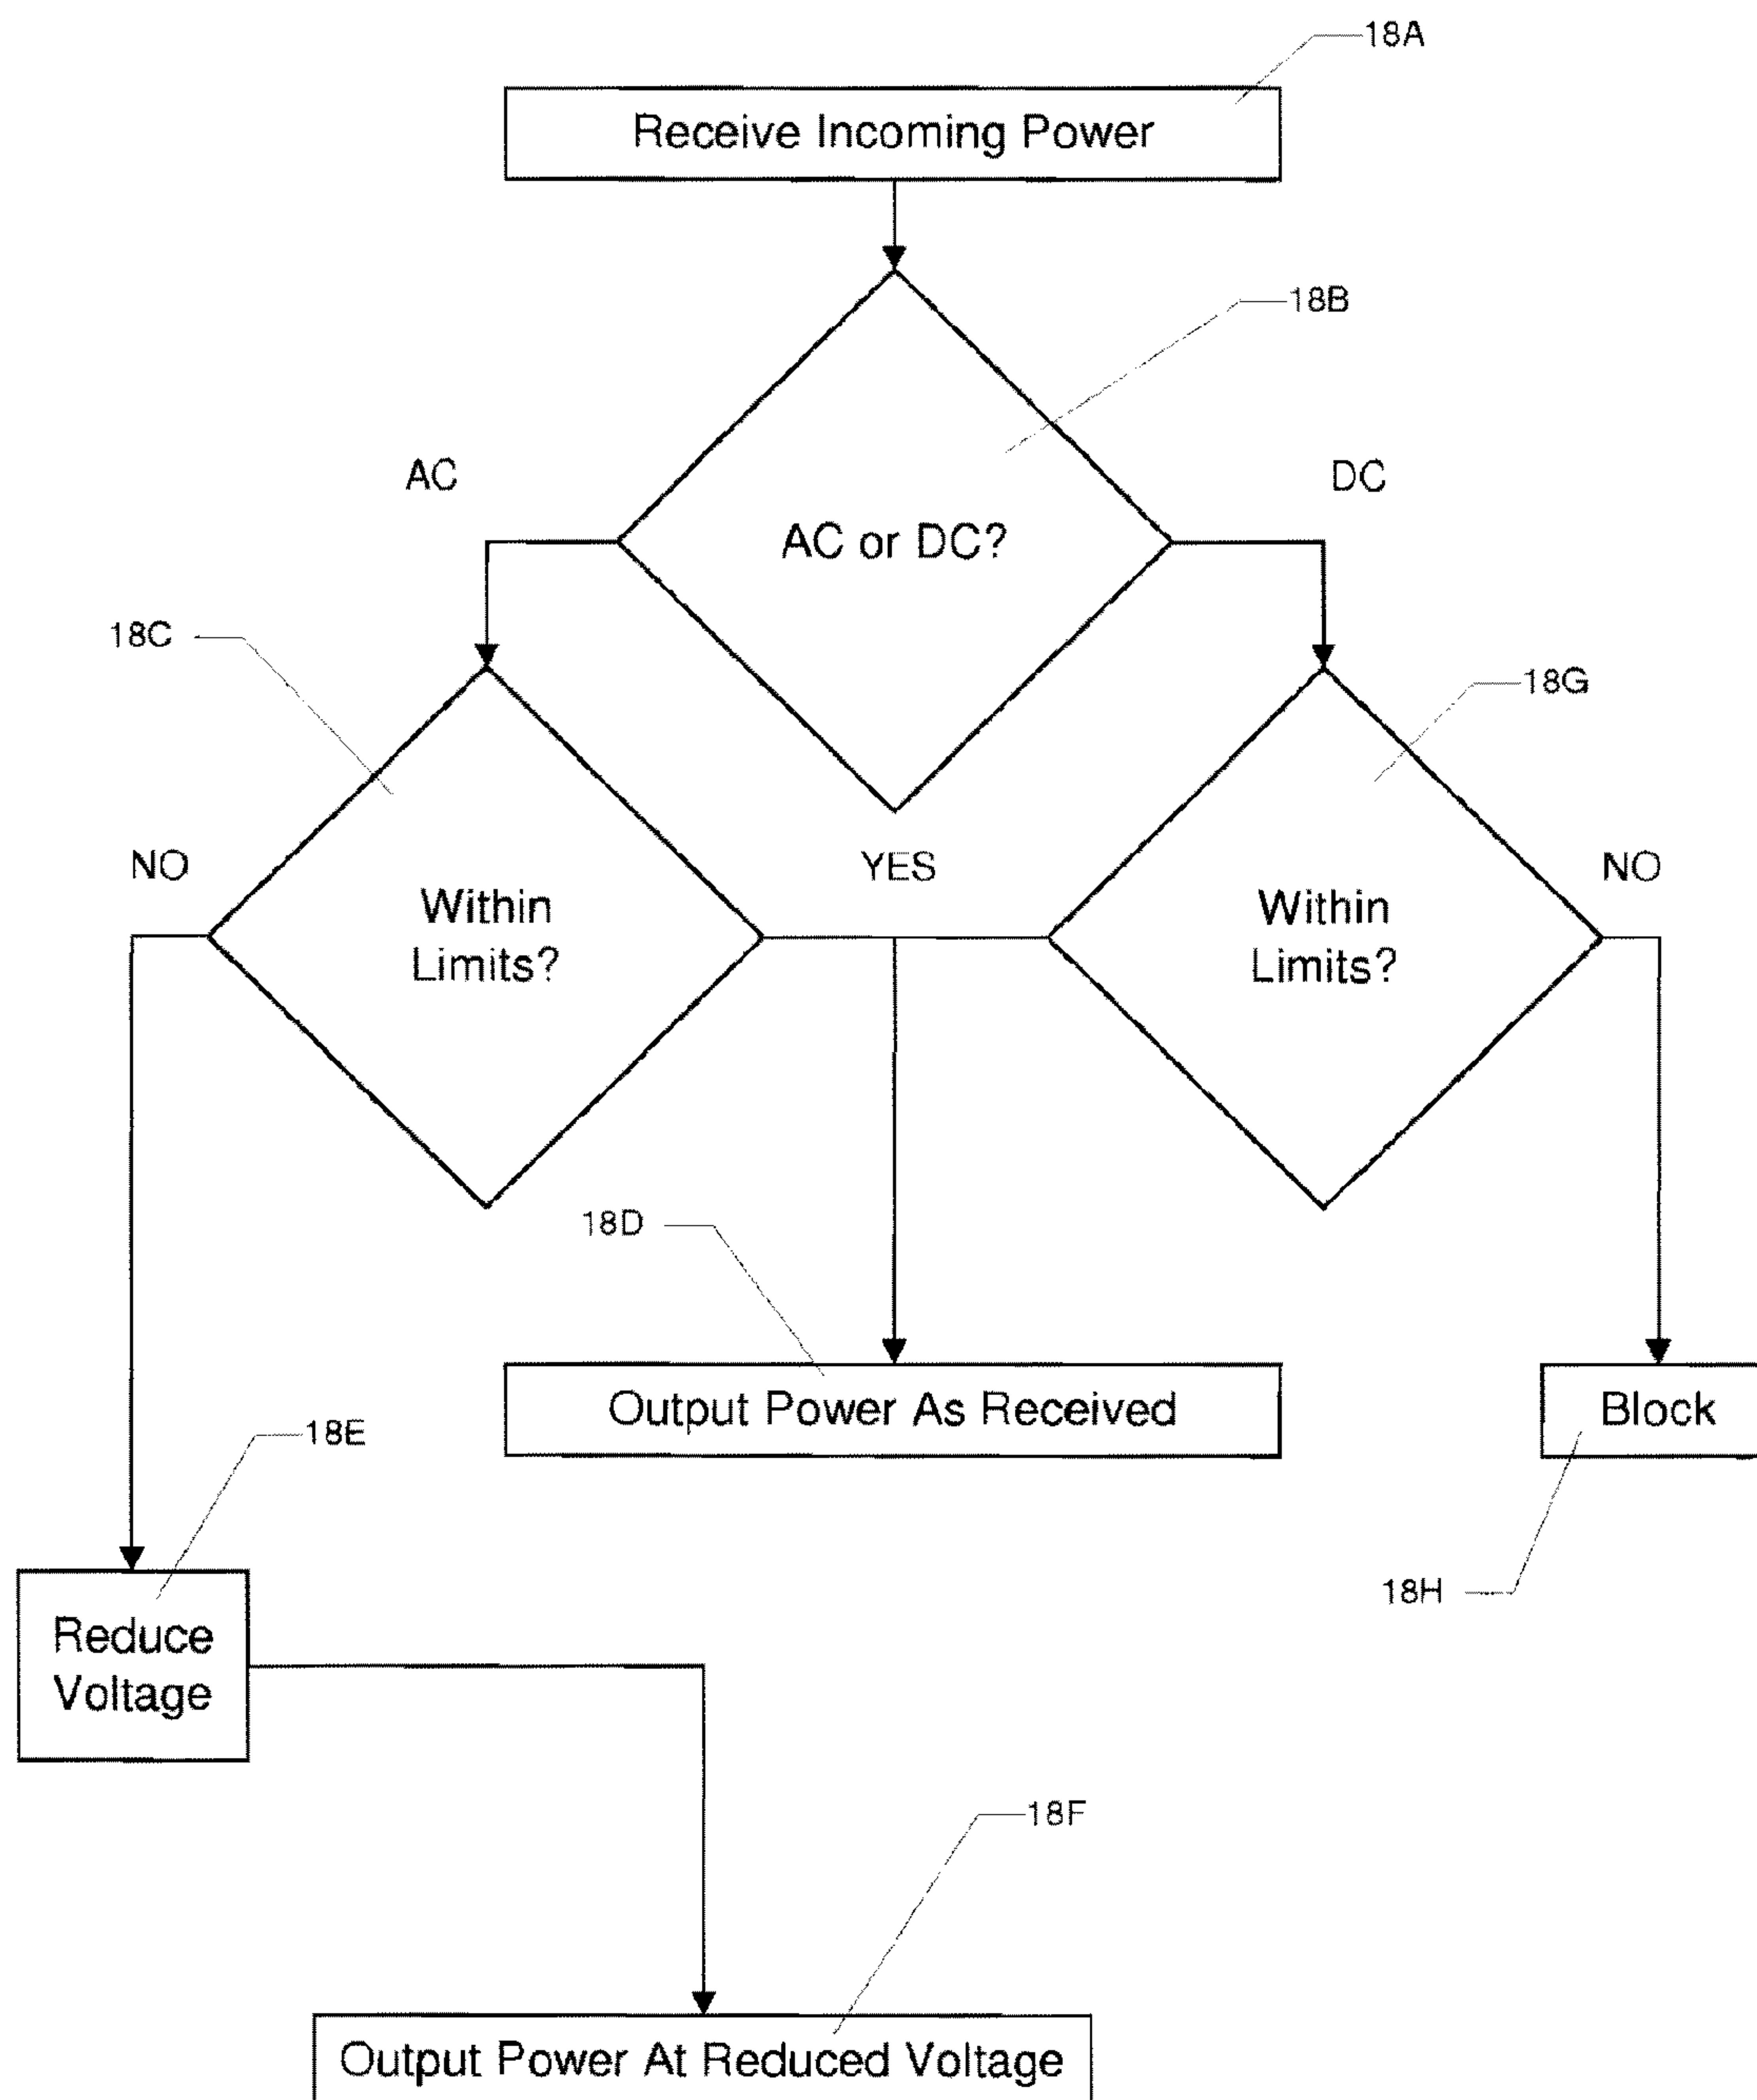 18A
Receive Incoming Power
18B
AC
DC
AC or DC?
18C
18G
NO
YES
NO
Within
Limits?
Within
Limits?
18D
Output Power As Received
Block
18E
18H
Reduce
Voltage
18F
Output Power At Reduced Voltage